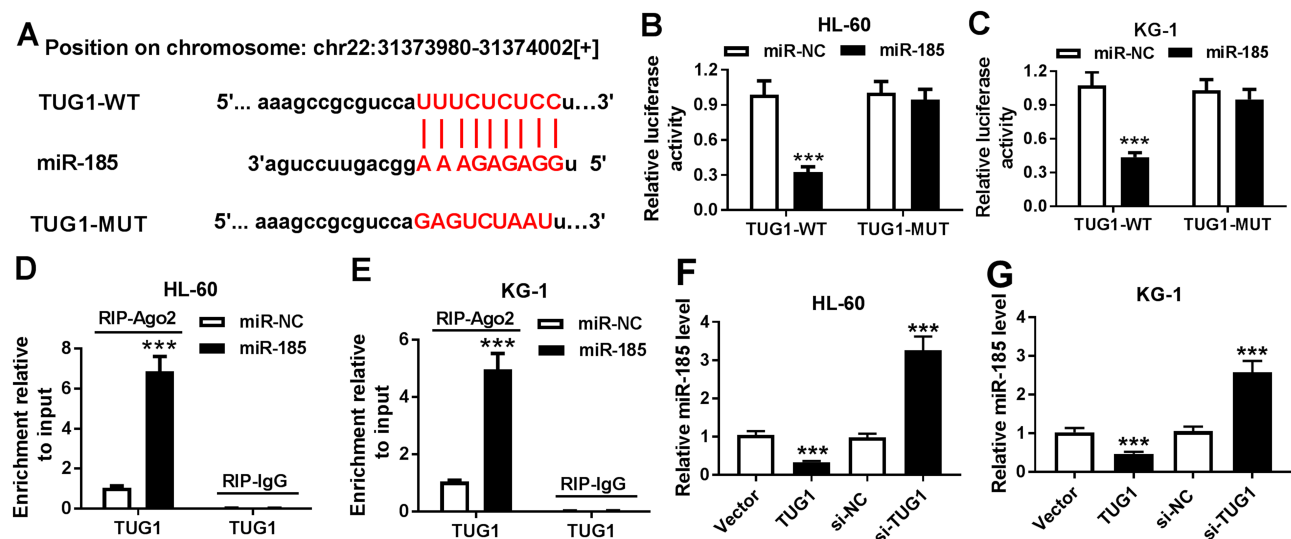 A
Position on chromosome: chr22:31373980-31374002[+]
TUG1-WT 5'... aaagccgcguccaUUUCUCUCCu...3'
miR-185 3'aguccuugacggAAAGAGAGGu 5'
TUG1-MUT 5'... aaagccgcguccaGAGUCUAAUu...3'
B
HL-60
miR-NC miR-185
Relative luciferase
activity
1.2
0.9
0.6
0.3
0.0
***
TUG1-WT TUG1-MUT
C
KG-1
miR-NC miR-185
Relative luciferase
activity
1.2
0.9
0.6
0.3
0.0
***
TUG1-WT TUG1-MUT
D
HL-60
RIP-Ago2
miR-NC
miR-185
Enrichment relative
to input
8
6
4
2
0
***
RIP-IgG
TUG1 TUG1
E
KG-1
RIP-Ago2
miR-NC
miR-185
Enrichment relative
to input
6
4
2
0
***
RIP-IgG
TUG1 TUG1
F
HL-60
Relative miR-185 level
4
3
2
1
0
***
***
Vector TUG1 si-NC si-TUG1
G
KG-1
Relative miR-185 level
4
3
2
1
0
***
***
Vector TUG1 si-NC si-TUG1